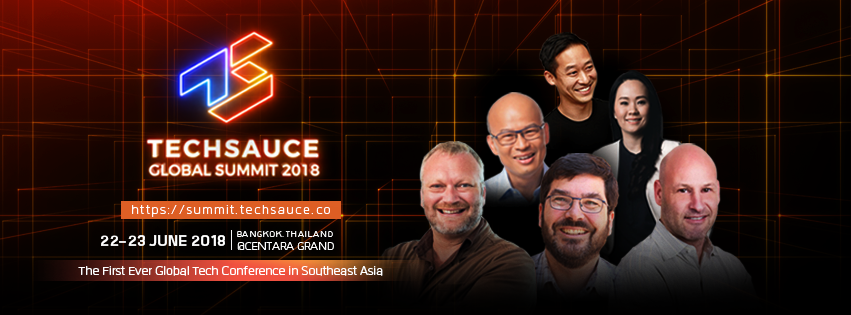 TECHSAUCE
GLOBAL SUMMIT 2018
https://summit.techsauce.co
22–23 JUNE 2018
BANGKOK.THAILAND
@CENTARA GRAND
The First Ever Global Tech Conference in Southeast Asia